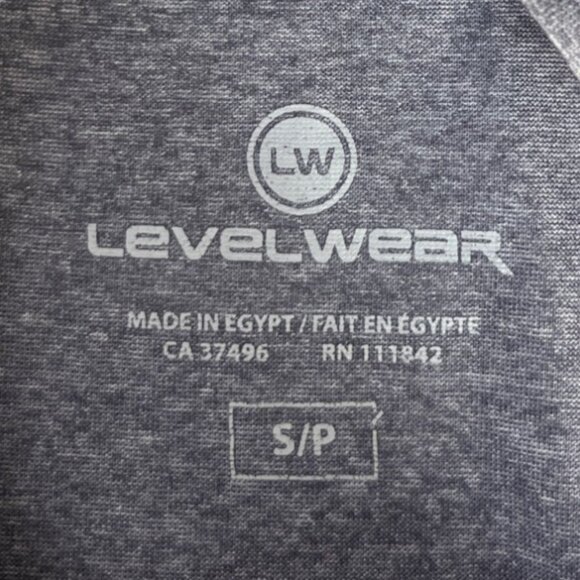 LW
LEVELWEAR
MADE IN EGYPT / FAIT EN ÉGYPTE
CA 37496 RN 111842
S/P